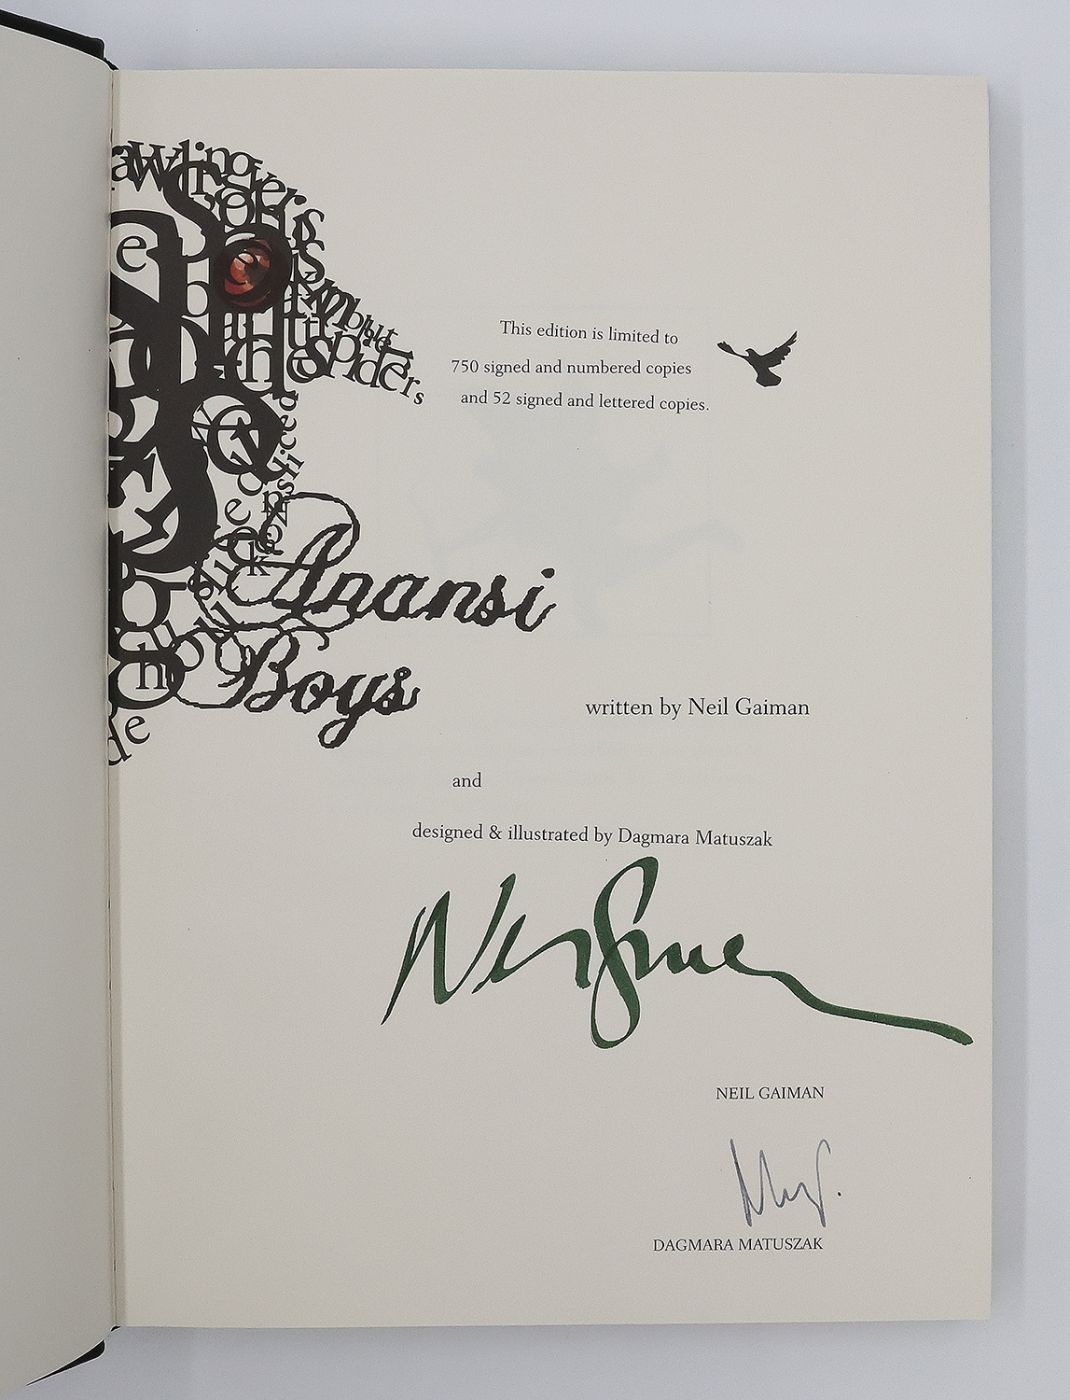 This edition is limited to
750 signed and numbered copies
and 52 signed and lettered copies.
spiders
Anansi
Boys
written by Neil Gaiman
and
designed & illustrated by Dagmara Matuszak
NEIL GAIMAN
DAGMARA MATUSZAK